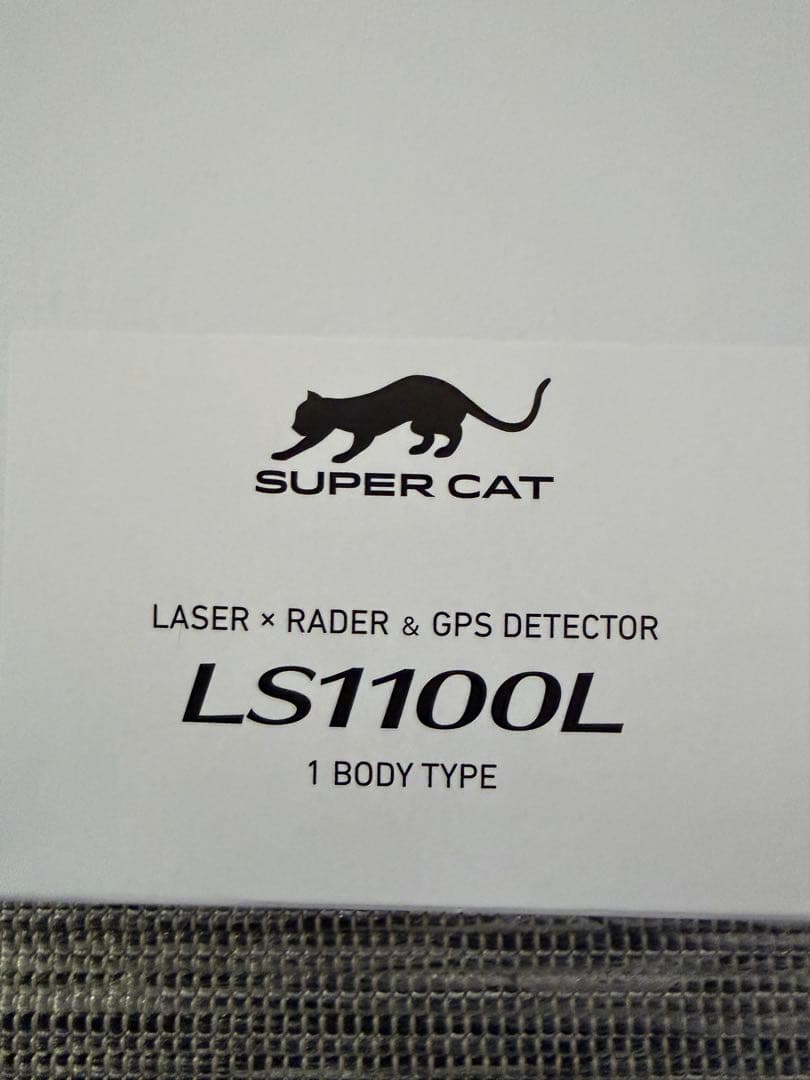 SUPER CAT
LASER × RADER & GPS DETECTOR
LS1100L
1 BODY TYPE